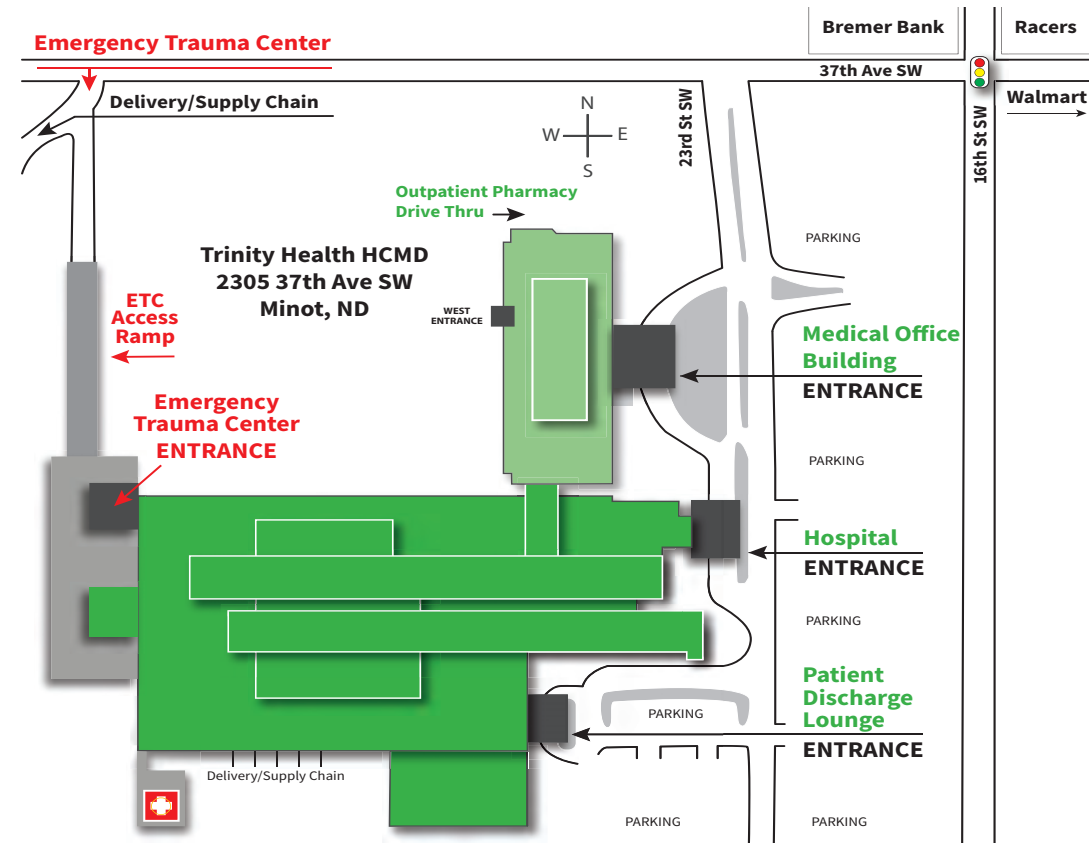 Bremer Bank
Racers
Emergency Trauma Center
37th Ave SW
Walmart
Delivery/Supply Chain
N
W
E
S
23rd St SW
16th St SW
Outpatient Pharmacy
Drive Thru
PARKING
Trinity Health HCMD
2305 37th Ave SW
Minot, ND
ETC
Access
Ramp
WEST
ENTRANCE
Medical Office
Building
ENTRANCE
Emergency
Trauma Center
ENTRANCE
PARKING
Hospital
ENTRANCE
PARKING
Patient
Discharge
Lounge
ENTRANCE
PARKING
Delivery/Supply Chain
PARKING
PARKING